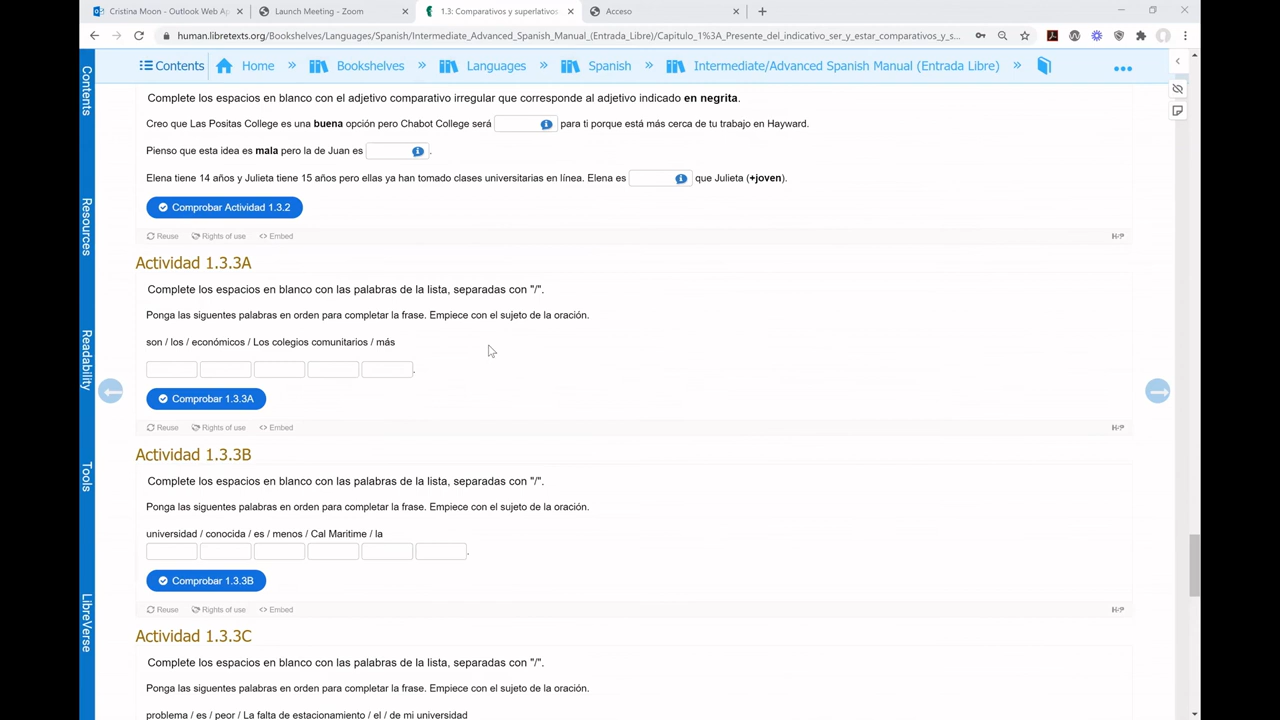 Cristina Moon - Outlook Web Ap
Launch Meeting - Zoom
1.3: Comparativos y superlativos
Acceso
human.libretexts.org/Bookshelves/Languages/Spanish/Intermediate_Advanced_Spanish_Manual_(Entrada_Libre)/Capitulo_1%3A_Presente_del_indicativo_ser_y_estar_comparativos_y_s...
Contents
Home » Bookshelves » Languages » Spanish » Intermediate/Advanced Spanish Manual (Entrada Libre) »
Contents
Resources
Readability
Tools
LibreVerse
Complete los espacios en blanco con el adjetivo comparativo irregular que corresponde al adjetivo indicado en negrita.
Creo que Las Positas College es una buena opción pero Chabot College será para ti porque está más cerca de tu trabajo en Hayward.
Pienso que esta idea es mala pero la de Juan es .
Elena tiene 14 años y Julieta tiene 15 años pero ellas ya han tomado clases universitarias en línea. Elena es que Julieta (+joven).
Comprobar Actividad 1.3.2
Reuse Rights of use <> Embed
H-P
Actividad 1.3.3A
Complete los espacios en blanco con las palabras de la lista, separadas con "/".
Ponga las siguentes palabras en orden para completar la frase. Empiece con el sujeto de la oración.
son / los / económicos / Los colegios comunitarios / más
.
Comprobar 1.3.3A
Reuse Rights of use <> Embed
H-P
Actividad 1.3.3B
Complete los espacios en blanco con las palabras de la lista, separadas con "/".
Ponga las siguentes palabras en orden para completar la frase. Empiece con el sujeto de la oración.
universidad / conocida / es / menos / Cal Maritime / la
.
Comprobar 1.3.3B
Reuse Rights of use <> Embed
H-P
Actividad 1.3.3C
Complete los espacios en blanco con las palabras de la lista, separadas con "/".
Ponga las siguentes palabras en orden para completar la frase. Empiece con el sujeto de la oración.
problema / es / peor / La falta de estacionamiento / el / de mi universidad